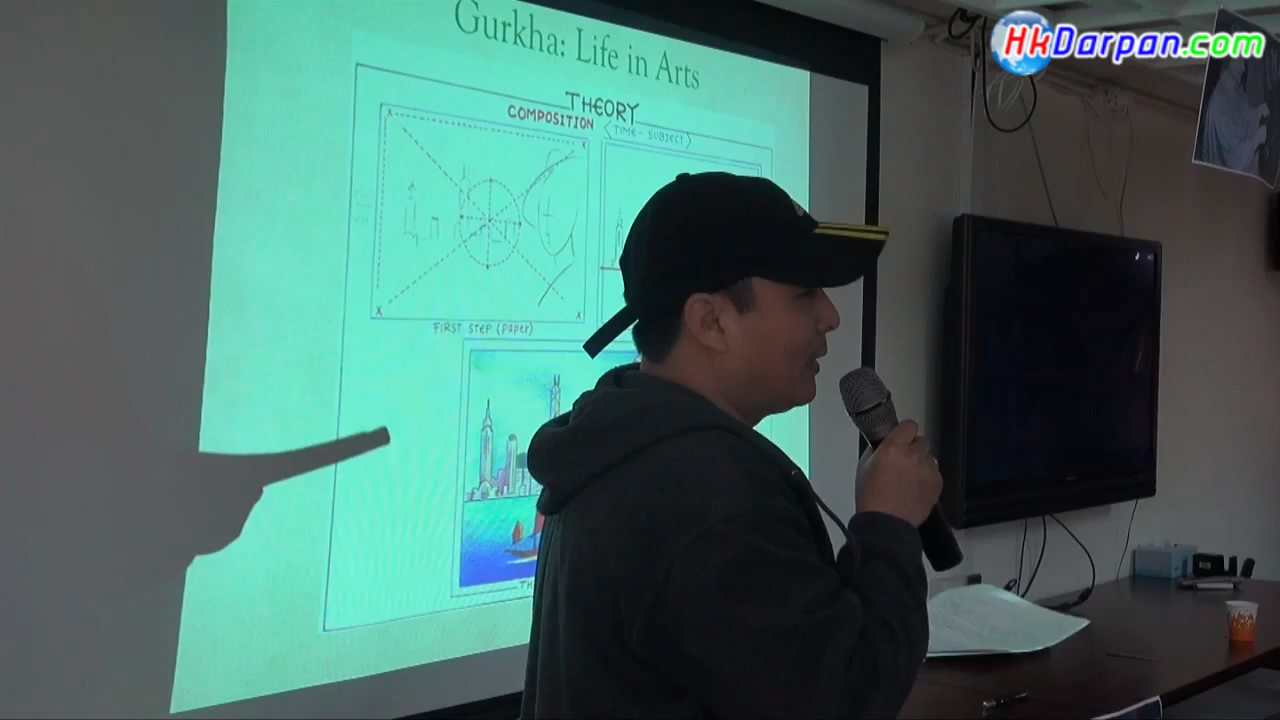 HkDarpan.com
Gurkha: Life in Arts
THEORY
COMPOSITION
TIME - SUBJECT
X
X
X
X
FIRST STEP (PAPER)